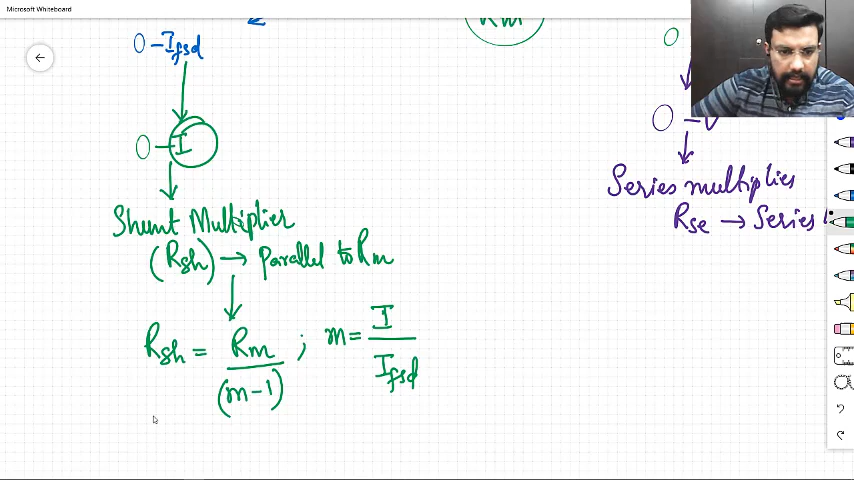 Microsoft Whiteboard
Rm
0 - Ifsd
0
0 - I
0 - V
Series multiplies
Shunt Multiplier
Rse → Series
(Rsh) → Parallel to Rm
Rsh = Rm / (m-1) ; m = I / Ifsd